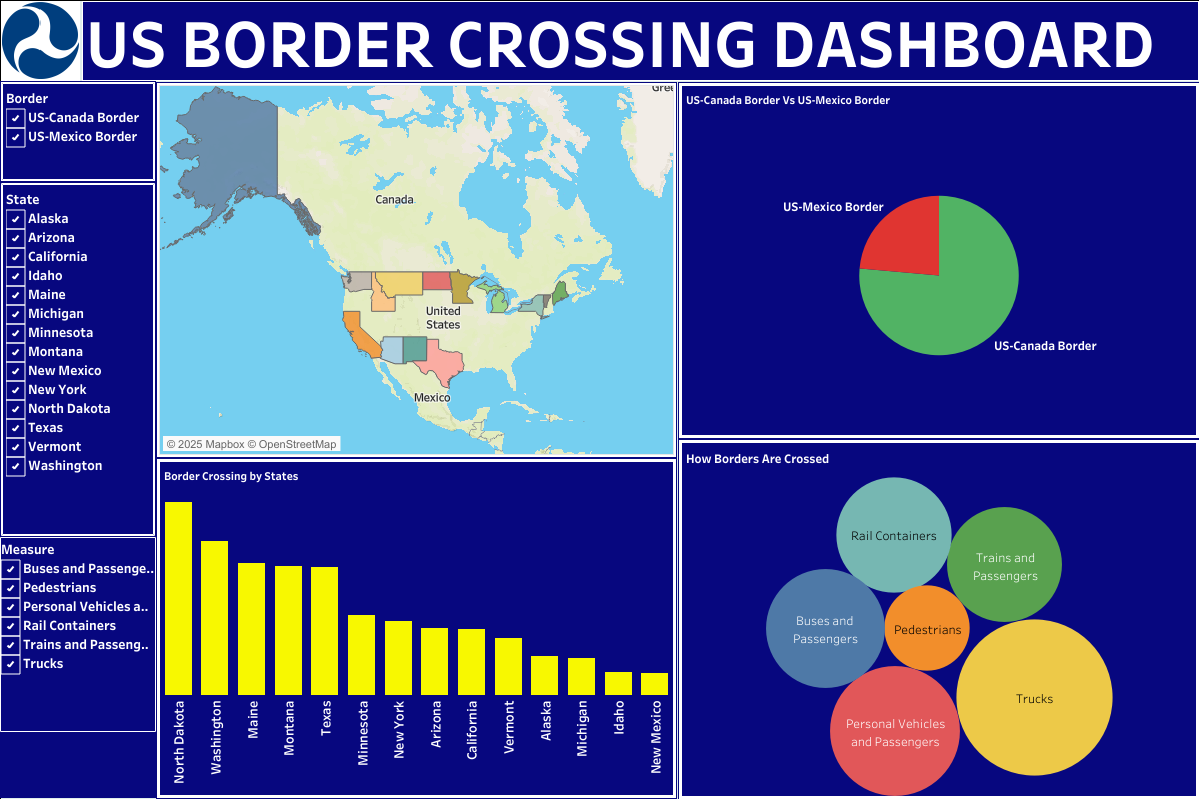 US BORDER CROSSING DASHBOARD
Border
US-Canada Border
US-Mexico Border
State
Alaska
Arizona
California
Idaho
Maine
Michigan
Minnesota
Montana
New Mexico
New York
North Dakota
Texas
Vermont
Washington
Measure
Buses and Passenge..
Pedestrians
Personal Vehicles a..
Rail Containers
Trains and Passeng..
Trucks
Canada
United
States
Mexico
© 2025 Mapbox © OpenStreetMap
Border Crossing by States
North Dakota
Washington
Maine
Montana
Texas
Minnesota
New York
Arizona
California
Vermont
Alaska
Michigan
Idaho
New Mexico
US-Canada Border Vs US-Mexico Border
US-Mexico Border
US-Canada Border
How Borders Are Crossed
Rail Containers
Trains and
Passengers
Buses and
Passengers
Pedestrians
Trucks
Personal Vehicles
and Passengers